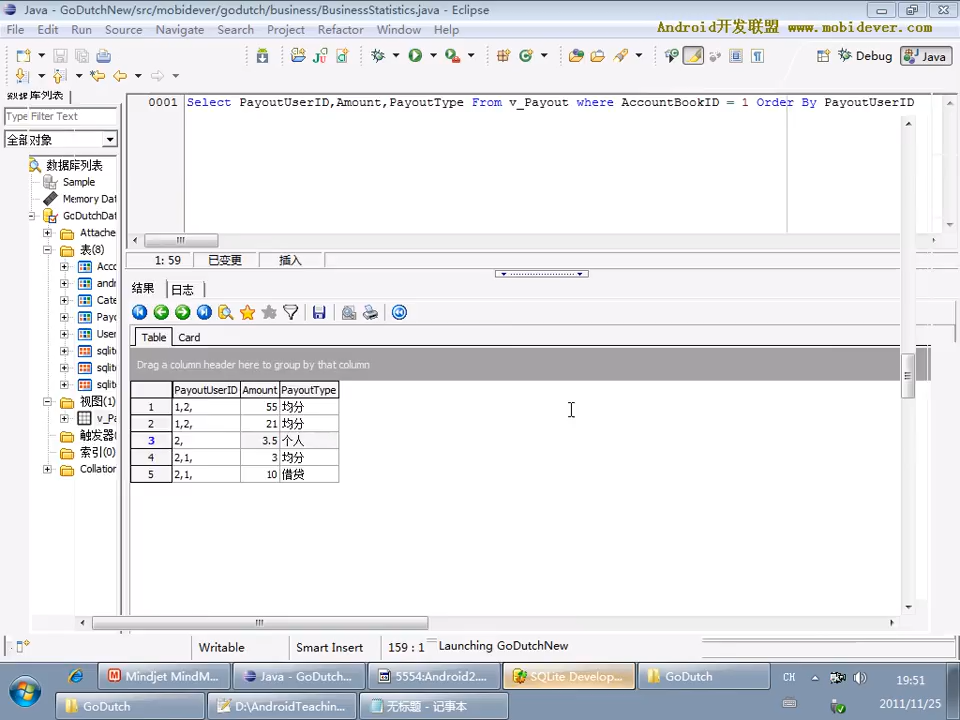 Java - GoDutchNew/src/mobidever/godutch/business/BusinessStatistics.java - Eclipse
File Edit Run Source Navigate Search Project Refactor Window Help
Android开发联盟 www.mobidever.com
Debug Java
数据库列表
Type Filter Text
全部对象
数据库列表
Sample
Memory Dat
GoDutchDat
Attache
表(8)
Acco
andr
Cate
Payo
User
sqlite
sqlite
sqlite
视图(1)
v_Pa
触发器
索引(0)
Collation
0001 Select PayoutUserID,Amount,PayoutType From v_Payout where AccountBookID = 1 Order By PayoutUserID
1: 59 已变更 插入
结果 日志
Table Card
Drag a column header here to group by that column
PayoutUserID Amount PayoutType
1 1,2, 55 均分
2 1,2, 21 均分
3 2, 3.5 个人
4 2,1, 3 均分
5 2,1, 10 借贷
Writable Smart Insert 159 : 1 Launching GoDutchNew
Mindjet MindM... Java - GoDutch... 5554:Android2.... SQLite Develop... GoDutch CH 19:51
GoDutch D:\AndroidTeachin... 无标题 - 记事本 2011/11/25